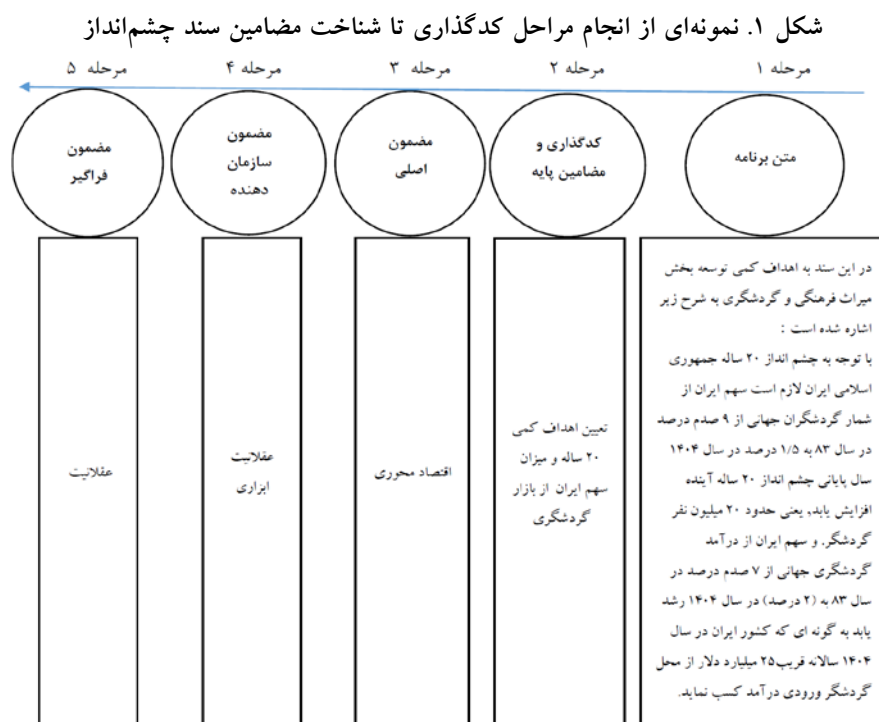 شکل ۱. نمونه‌ای از انجام مراحل کدگذاری تا شناخت مضامین سند چشم‌انداز
مرحله ۱
مرحله ۲
مرحله ۳
مرحله ۴
مرحله ۵
متن برنامه
کدگذاری و
مضامین پایه
مضمون
اصلی
مضمون
سازمان
دهنده
مضمون
فراگیر
در این سند به اهداف کمی توسعه بخش
میراث فرهنگی و گردشگری به شرح زیر
اشاره شده است :
با توجه به چشم انداز ۲۰ ساله جمهوری
اسلامی ایران لازم است سهم ایران از
شمار گردشگران جهانی از ۹ صدم درصد
در سال ۸۳ به ۱/۵ درصد در سال ۱۴۰۴
سال پایانی چشم انداز ۲۰ ساله آینده
افزایش یابد, یعنی حدود ۲۰ میلیون نفر
گردشگر. و سهم ایران از درآمد
گردشگری جهانی از ۷ صدم درصد در
سال ۸۳ به (۲ درصد) در سال ۱۴۰۴ رشد
یابد به گونه ای که کشور ایران در سال
۱۴۰۴ سالانه قریب۲۵ میلیارد دلار از محل
گردشگر ورودی درآمد کسب نماید.
تعیین اهداف کمی
۲۰ ساله و میزان
سهم ایران از بازار
گردشگری
اقتصاد محوری
عقلانیت
ابزاری
عقلانیت